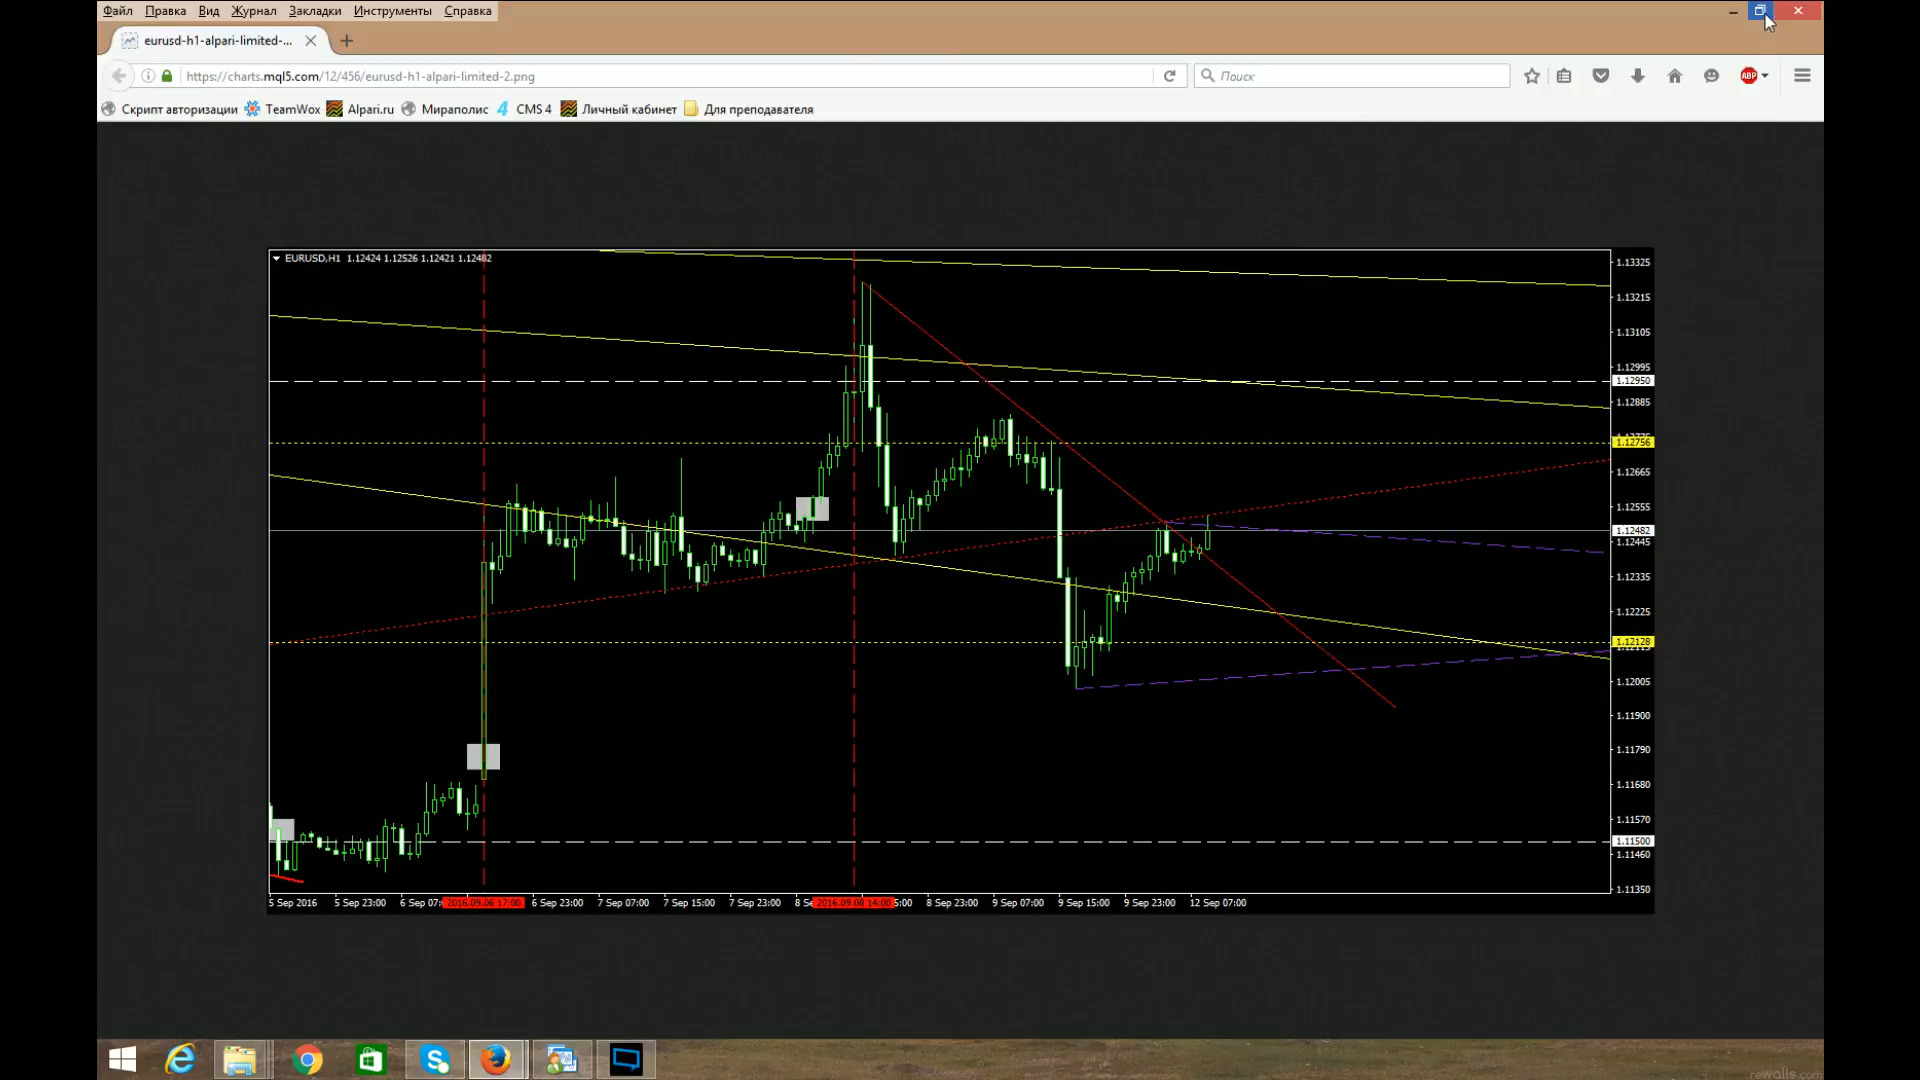 Файл Правка Вид Журнал Закладки Инструменты Справка
eurusd-h1-alpari-limited-...
https://charts.mql5.com/12/456/eurusd-h1-alpari-limited-2.png
Поиск
ABP
Скрипт авторизации TeamWox Alpari.ru Мираполис CMS 4 Личный кабинет Для преподавателя
EURUSD,H1 1.12424 1.12526 1.12421 1.12482
1.13325
1.13215
1.13105
1.12995
1.12950
1.12885
1.12756
1.12665
1.12555
1.12482
1.12445
1.12335
1.12225
1.12128
1.12005
1.11900
1.11790
1.11680
1.11570
1.11500
1.11460
1.11350
5 Sep 2016 5 Sep 23:00 6 Sep 07: 2016.09.06 17:00 6 Sep 23:00 7 Sep 07:00 7 Sep 15:00 7 Sep 23:00 8 Se 2016.09.08 14:00 5:00 8 Sep 23:00 9 Sep 07:00 9 Sep 15:00 9 Sep 23:00 12 Sep 07:00
rewalls.com